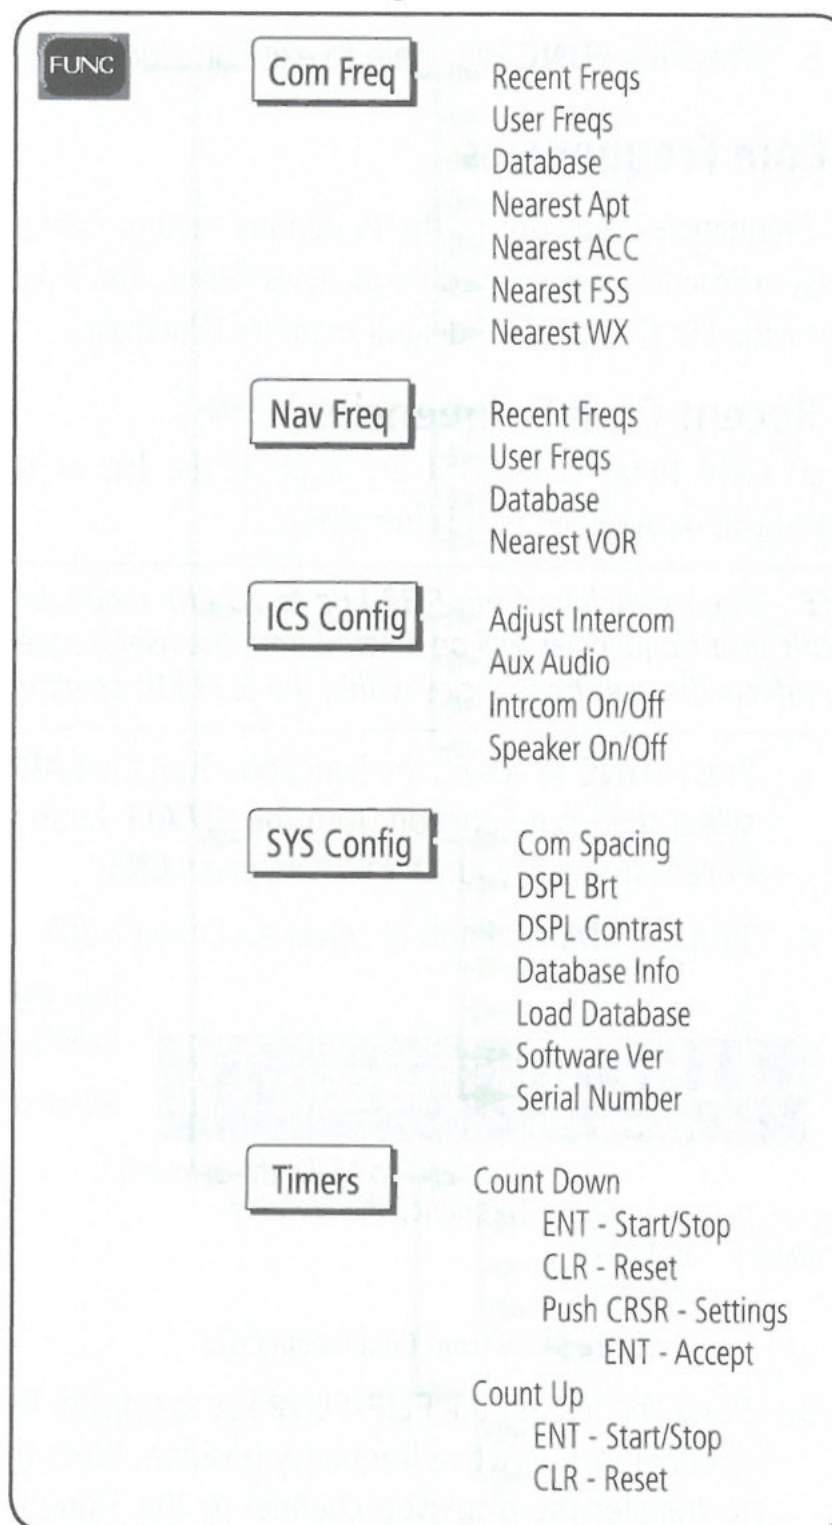 FUNC
Com Freq
Recent Freqs
User Freqs
Database
Nearest Apt
Nearest ACC
Nearest FSS
Nearest WX
Nav Freq
Recent Freqs
User Freqs
Database
Nearest VOR
ICS Config
Adjust Intercom
Aux Audio
Intrcom On/Off
Speaker On/Off
SYS Config
Com Spacing
DSPL Brt
DSPL Contrast
Database Info
Load Database
Software Ver
Serial Number
Timers
Count Down
ENT - Start/Stop
CLR - Reset
Push CRSR - Settings
ENT - Accept
Count Up
ENT - Start/Stop
CLR - Reset